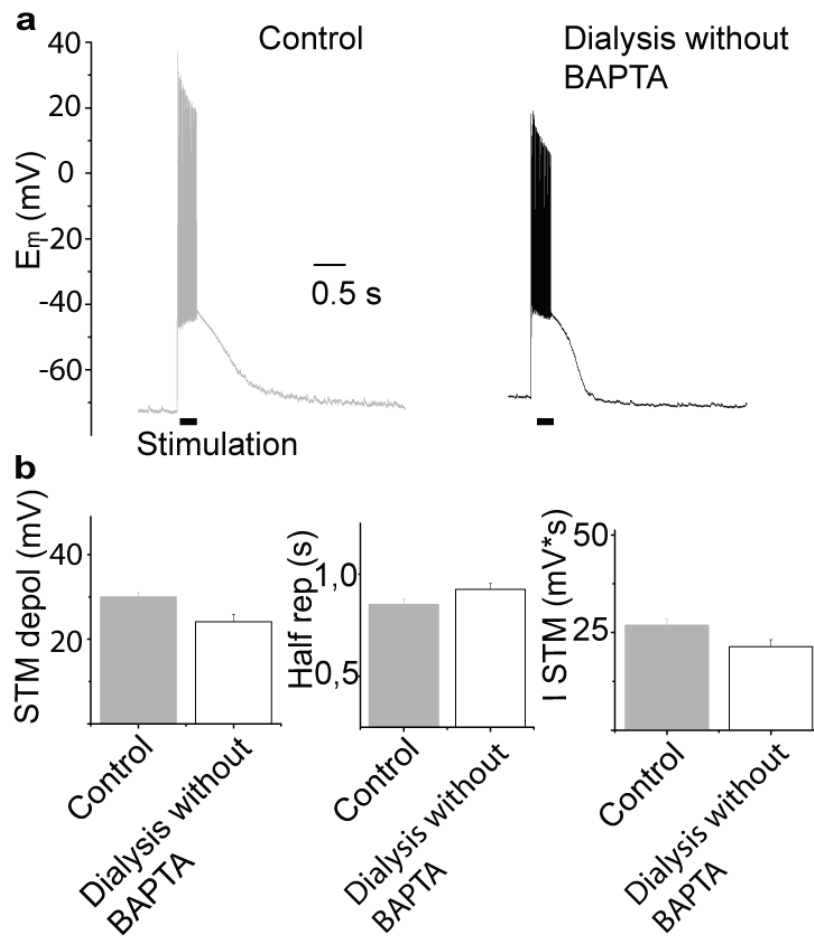 a
Control
Dialysis without
BAPTA
Em (mV)
40
20
0
-20
-40
-60
0.5 s
Stimulation
b
STM depol (mV)
40
20
Control
Dialysis without
BAPTA
Half rep (s)
1,0
0,5
Control
Dialysis without
BAPTA
I STM (mV*s)
50
25
Control
Dialysis without
BAPTA